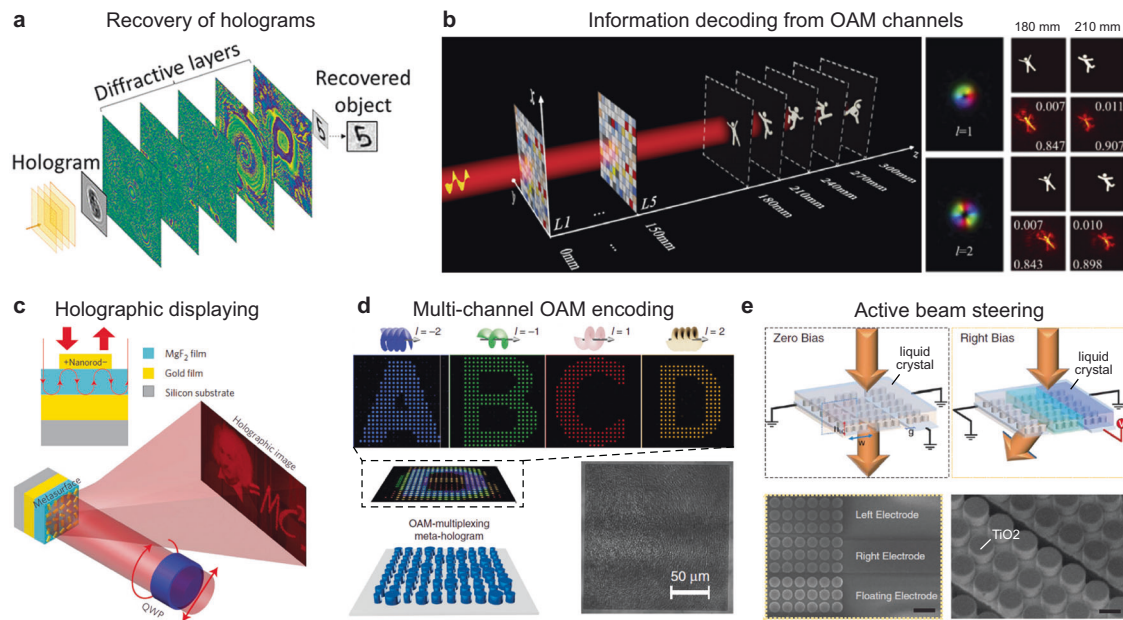 a Recovery of holograms
Diffractive layers
Recovered
object
Hologram
b Information decoding from OAM channels
180 mm 210 mm
x
y
z
L1
...
L5
0mm
...
150mm
180mm
210mm
240mm
270mm
300mm
l=1
l=2
0.007
0.847
0.011
0.907
0.007
0.843
0.010
0.898
c Holographic displaying
+Nanorod−
MgF2 film
Gold film
Silicon substrate
Holographic image
=MC2
Metasurface
QWP
d Multi-channel OAM encoding
l = −2
l = −1
l = 1
l = 2
A B C D
OAM-multiplexing
meta-hologram
50 μm
e Active beam steering
Zero Bias
liquid
crystal
w
g
Right Bias
liquid
crystal
Left Electrode
Right Electrode
Floating Electrode
TiO2